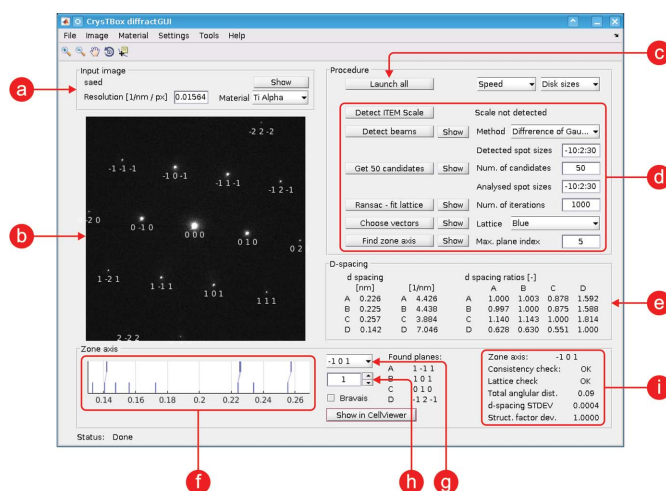 CrysTBox diffractGUI
File Image Material Settings Tools Help
Input image
saed Show
Resolution [1/nm / px] 0.01564 Material Ti Alpha
-2 2 -2
-1 -1 -1
-1 0 -1
-1 1 -1
-1 2 -1
0 -2 0
0 -1 0
0 0 0
0 1 0
0 2
1 -2 1
1 -1 1
1 0 1
1 1 1
2 -2 2
Procedure
Launch all Speed Disk sizes
Detect ITEM Scale Scale not detected
Detect beams Show Method Diffrerence of Gau...
Detected spot sizes -10:2:30
Get 50 candidates Show Num. of candidates 50
Analysed spot sizes -10:2:30
Ransac - fit lattice Show Num. of iterations 1000
Choose vectors Show Lattice Blue
Find zone axis Show Max. plane index 5
D-spacing
d spacing d spacing ratios [-]
[nm] [1/nm] A B C D
A 0.226 A 4.426 A 1.000 1.003 0.878 1.592
B 0.225 B 4.438 B 0.997 1.000 0.875 1.588
C 0.257 C 3.884 C 1.140 1.143 1.000 1.814
D 0.142 D 7.046 D 0.628 0.630 0.551 1.000
Zone axis
0.14 0.16 0.18 0.2 0.22 0.24 0.26
-1 0 1
1
Bravais
Show in CellViewer
Found planes:
A 1 -1 1
B 1 0 1
C 0 1 0
D -1 2 -1
Zone axis: -1 0 1
Consistency check: OK
Lattice check OK
Total anglular dist. 0.09
d-spacing STDEV 0.0004
Struct. factor dev. 1.0000
Status: Done
a
b
c
d
e
f
h
g
i